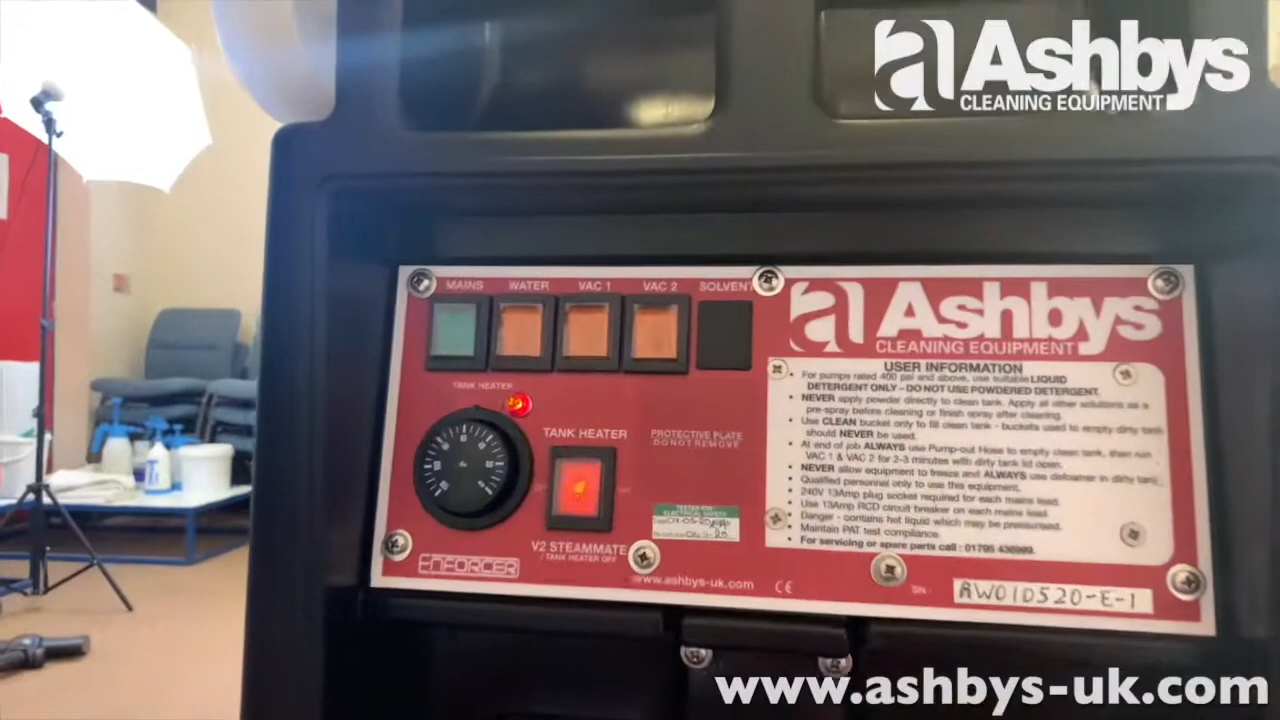 a Ashbys
CLEANING EQUIPMENT
MAINS WATER VAC 1 VAC 2 SOLVENT
a Ashbys
CLEANING EQUIPMENT
USER INFORMATION
• For pumps rated 400 psi and above, use suitable LIQUID
DETERGENT ONLY – DO NOT USE POWDERED DETERGENT.
• NEVER apply powder directly to clean tank. Apply all other solutions as a
pre-spray before cleaning or finish spray after cleaning.
• Use CLEAN bucket only to fill clean tank - buckets used to empty dirty tank
should NEVER be used.
• At end of job ALWAYS use Pump-out Hose to empty clean tank, then run
VAC 1 & VAC 2 for 2-3 minutes with dirty tank lid open.
• NEVER allow equipment to freeze and ALWAYS use defoamer in dirty tank.
• Qualified personnel only to use this equipment.
• 240V 13Amp plug socket required for each mains lead.
• Use 13Amp RCD circuit breaker on each mains lead.
• Danger - contains hot liquid which may be pressurised.
• Maintain PAT test compliance.
• For servicing or spare parts call :
TANK HEATER
TANK HEATER
PROTECTIVE PLATE
DO NOT REMOVE
TESTED FOR
ELECTRICAL SAFETY
V2 STEAMMATE
/ TANK HEATER OFF
ENFORCER
www.ashbys-uk.com CE
SN : AW01D520-E-1
www.ashbys-uk.com